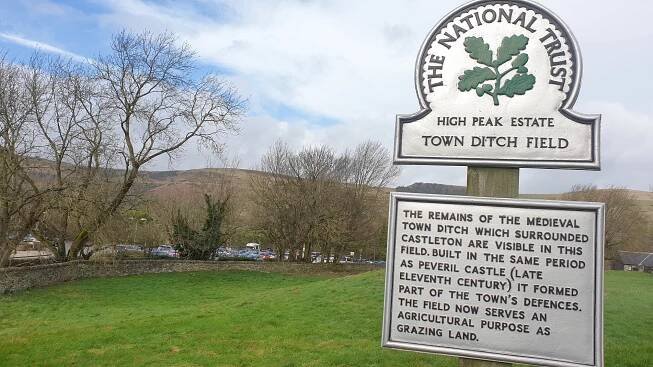 THE NATIONAL TRUST
HIGH PEAK ESTATE
TOWN DITCH FIELD
THE REMAINS OF THE MEDIEVAL
TOWN DITCH WHICH SURROUNDED
CASTLETON ARE VISIBLE IN THIS
FIELD. BUILT IN THE SAME PERIOD
AS PEVERIL CASTLE (LATE
ELEVENTH CENTURY) IT FORMED
PART OF THE TOWN'S DEFENCES.
THE FIELD NOW SERVES AN
AGRICULTURAL PURPOSE AS
GRAZING LAND.